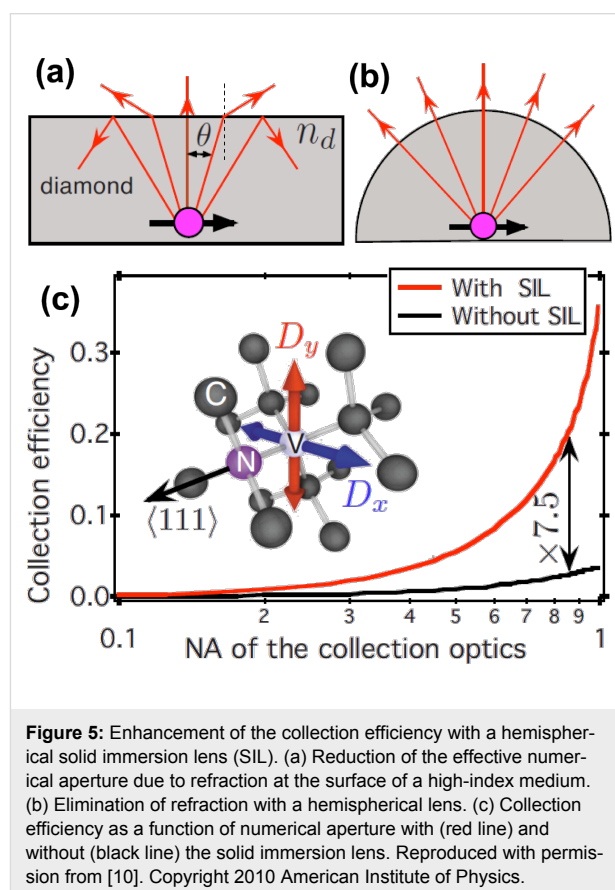 (a)
(b)
θ
n_d
diamond
(c)
With SIL
Without SIL
0.3
0.2
0.1
0.0
Collection efficiency
D_y
C
V
N
D_x
⟨111⟩
×7.5
2
3
4
5
6
7
8
9
0.1
NA of the collection optics
1
Figure 5: Enhancement of the collection efficiency with a hemispher-
ical solid immersion lens (SIL). (a) Reduction of the effective numer-
ical aperture due to refraction at the surface of a high-index medium.
(b) Elimination of refraction with a hemispherical lens. (c) Collection
efficiency as a function of numerical aperture with (red line) and
without (black line) the solid immersion lens. Reproduced with permis-
sion from [10]. Copyright 2010 American Institute of Physics.